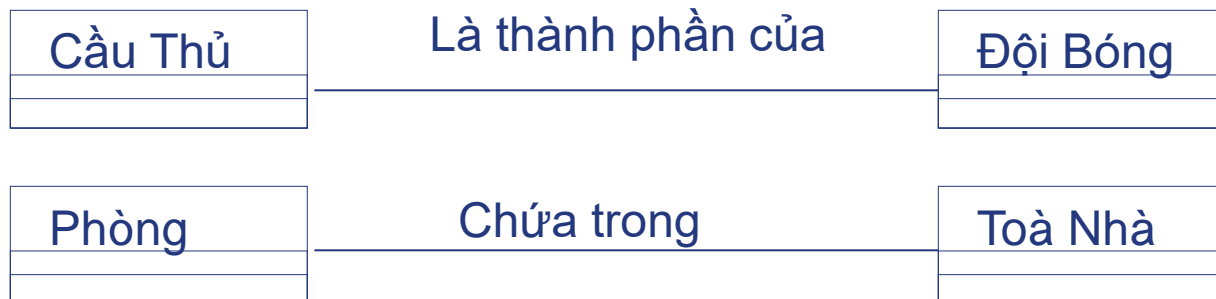 Cầu Thủ Là thành phần của Đội Bóng
Phòng Chứa trong Toà Nhà